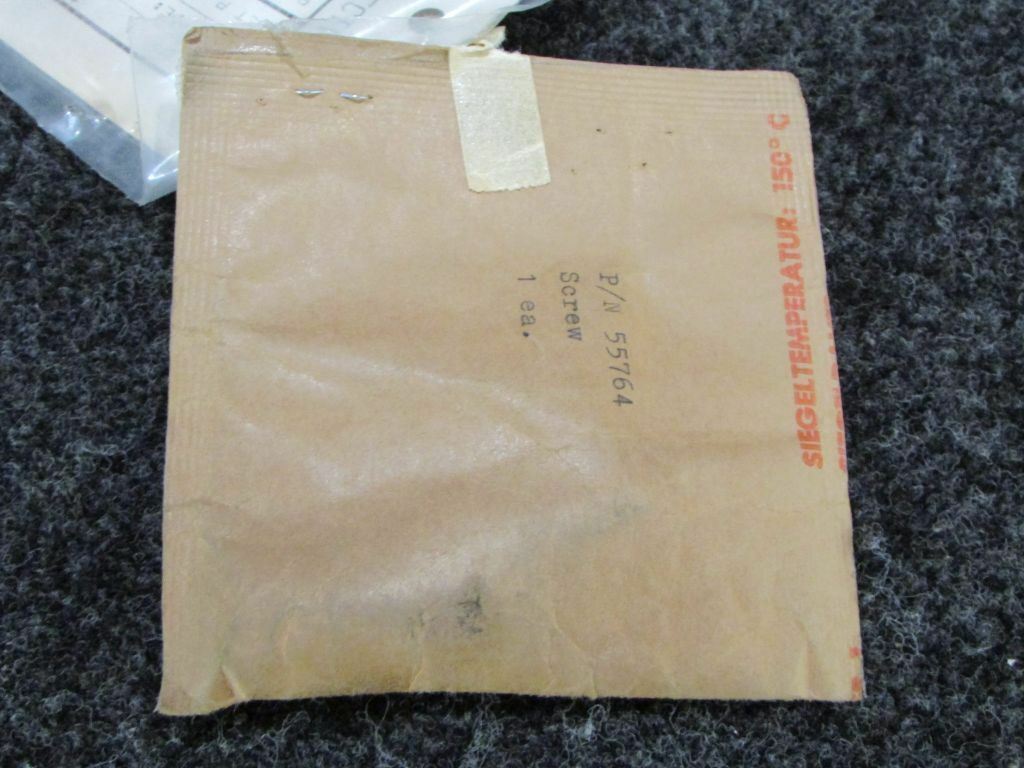 P/N 55764
Screw
1 ea.
SIEGELTEMPERATUR: 150° C